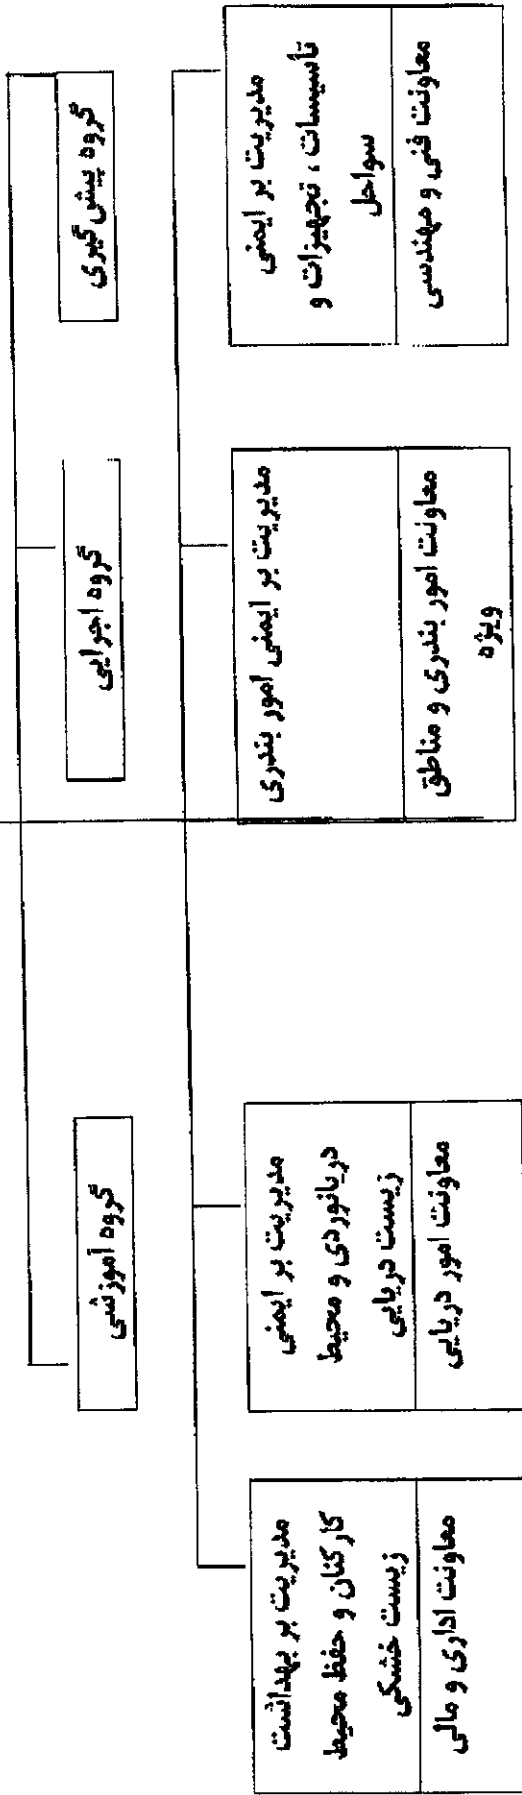 گروه پیش گیری
گروه اجرایی
گروه آموزشی
مدیریت بر ایمنی
تاسیسات ، تجهیزات و
سواحل
معاونت فنی و مهندسی
مدیریت بر ایمنی امور بندری
معاونت امور بندری و مناطق
ویژه
مدیریت بر ایمنی
دریانوردی و محیط
زیست دریایی
معاونت امور دریایی
مدیریت بر بهداشت
کارکنان و حفظ محیط
زیست خشکی
معاونت اداری و مالی